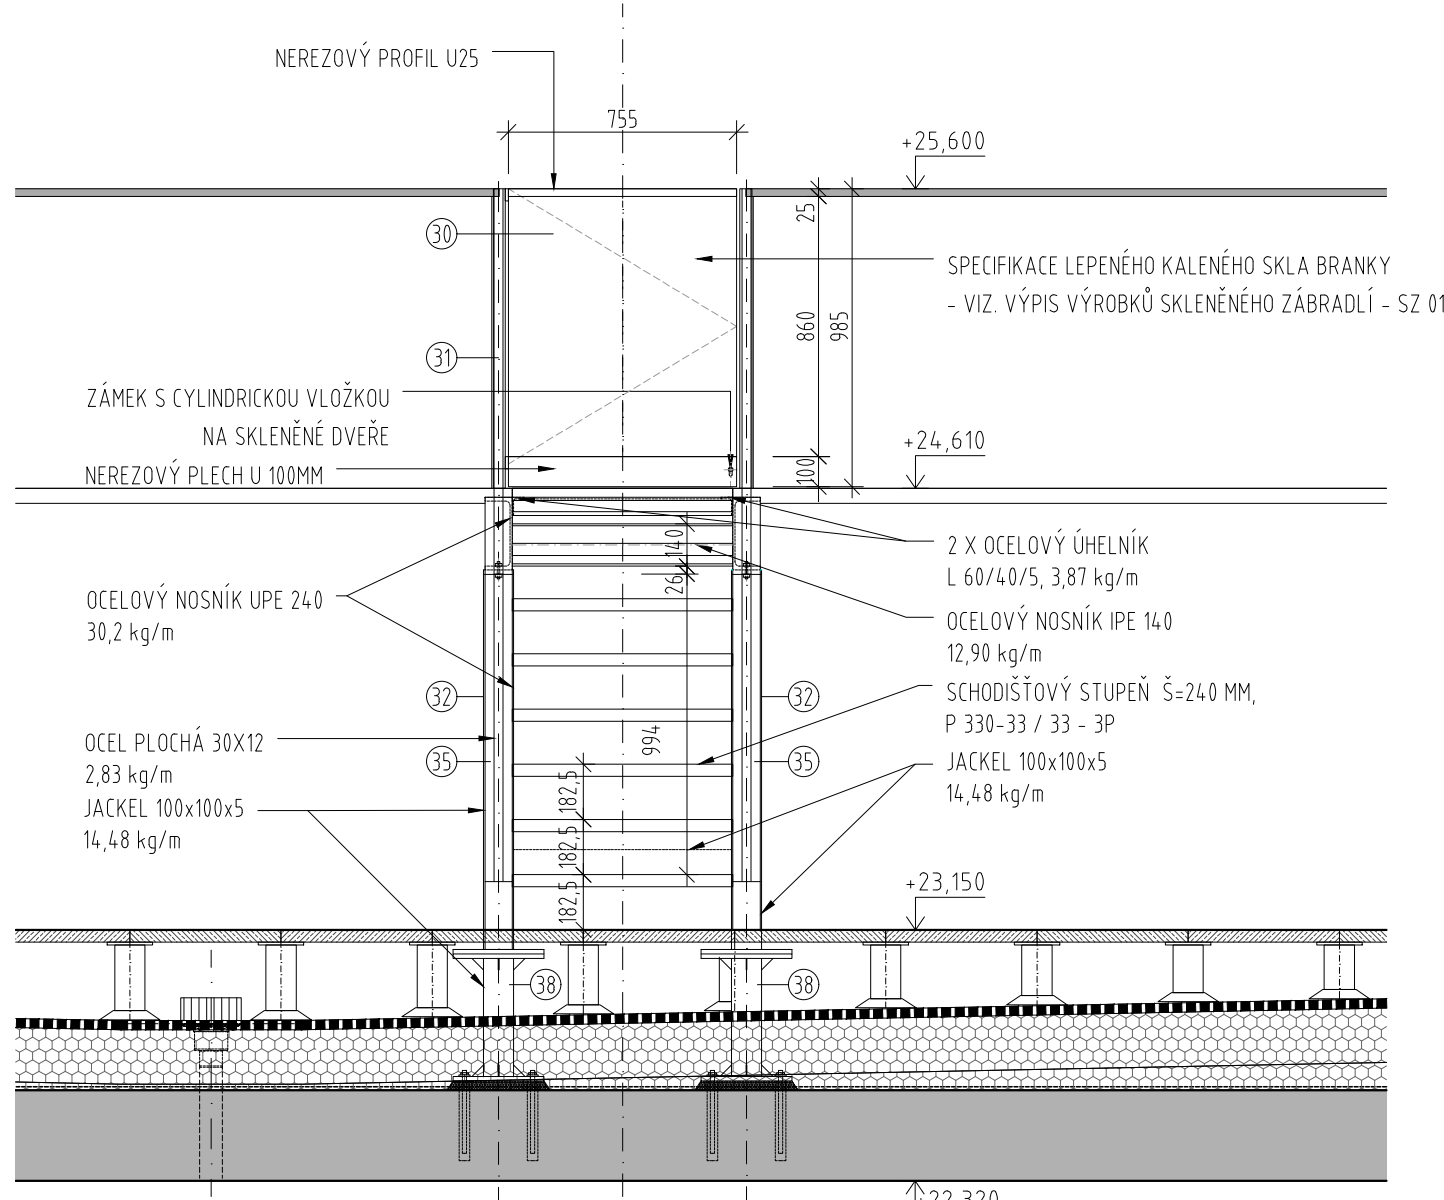 NEREZOVÝ PROFIL U25
755
+25,600
25
30
SPECIFIKACE LEPENÉHO KALENÉHO SKLA BRANKY
- VIZ. VÝPIS VÝROBKŮ SKLENĚNÉHO ZÁBRADLÍ - SZ 01
860
985
31
ZÁMEK S CYLINDRICKOU VLOŽKOU
NA SKLENĚNÉ DVEŘE
+24,610
NEREZOVÝ PLECH U 100MM
100
140
26
2 X OCELOVÝ ÚHELNÍK
L 60/40/5, 3,87 kg/m
OCELOVÝ NOSNÍK UPE 240
30,2 kg/m
OCELOVÝ NOSNÍK IPE 140
12,90 kg/m
32
32
SCHODIŠŤOVÝ STUPEŇ Š=240 MM,
P 330-33 / 33 - 3P
994
OCEL PLOCHÁ 30X12
2,83 kg/m
35
35
JACKEL 100x100x5
14,48 kg/m
JACKEL 100x100x5
14,48 kg/m
182,5
182,5
182,5
+23,150
38
38
+22,320